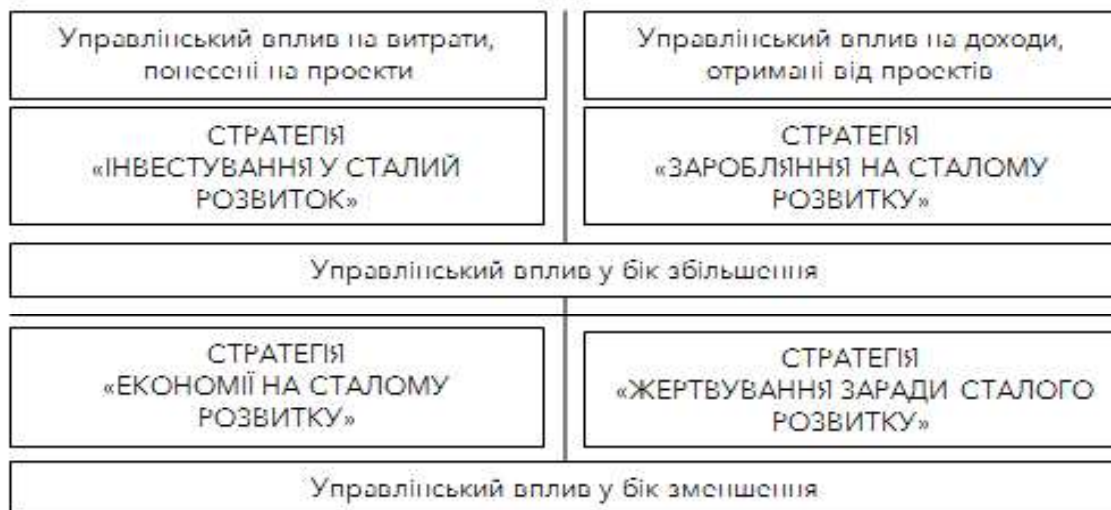 Управлінський вплив на витрати,
понесені на проекти
Управлінський вплив на доходи,
отримані від проектів
СТРАТЕГІЯ
«ІНВЕСТУВАННЯ У СТАЛИЙ
РОЗВИТОК»
СТРАТЕГІЯ
«ЗАРОБЛЯННЯ НА СТАЛОМУ
РОЗВИТКУ»
Управлінський вплив у бік збільшення
СТРАТЕГІЯ
«ЕКОНОМІЇ НА СТАЛОМУ
РОЗВИТКУ»
СТРАТЕГІЯ
«ЖЕРТВУВАННЯ ЗАРАДИ СТАЛОГО
РОЗВИТКУ»
Управлінський вплив у бік зменшення